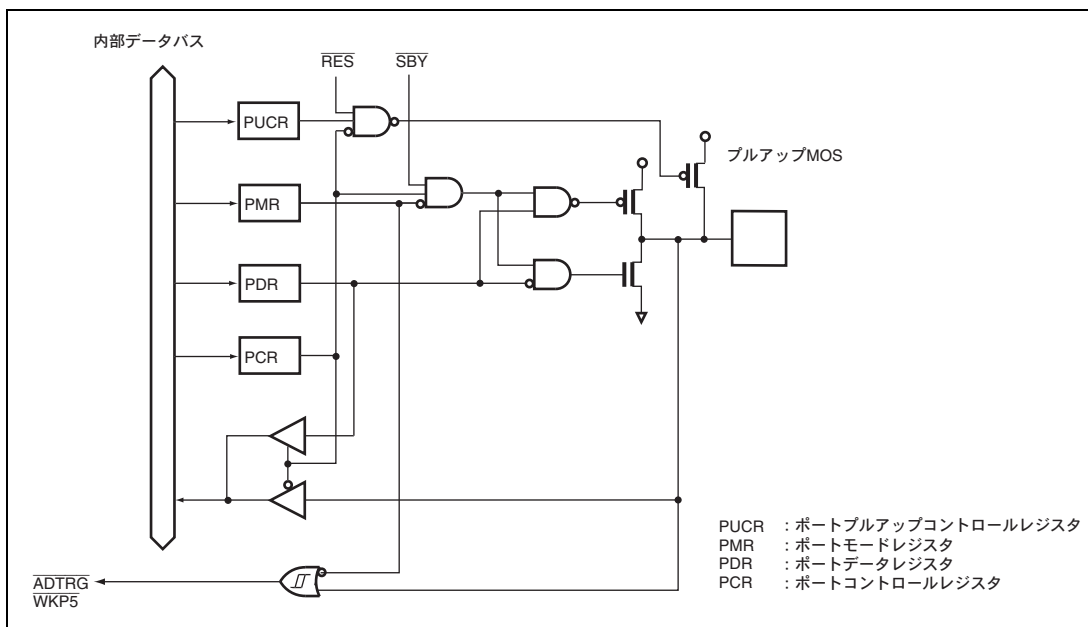 内部データバス
RES
SBY
PUCR
プルアップMOS
PMR
PDR
PCR
PUCR :ポートプルアップコントロールレジスタ
PMR :ポートモードレジスタ
PDR :ポートデータレジスタ
PCR :ポートコントロールレジスタ
ADTRG
WKP5